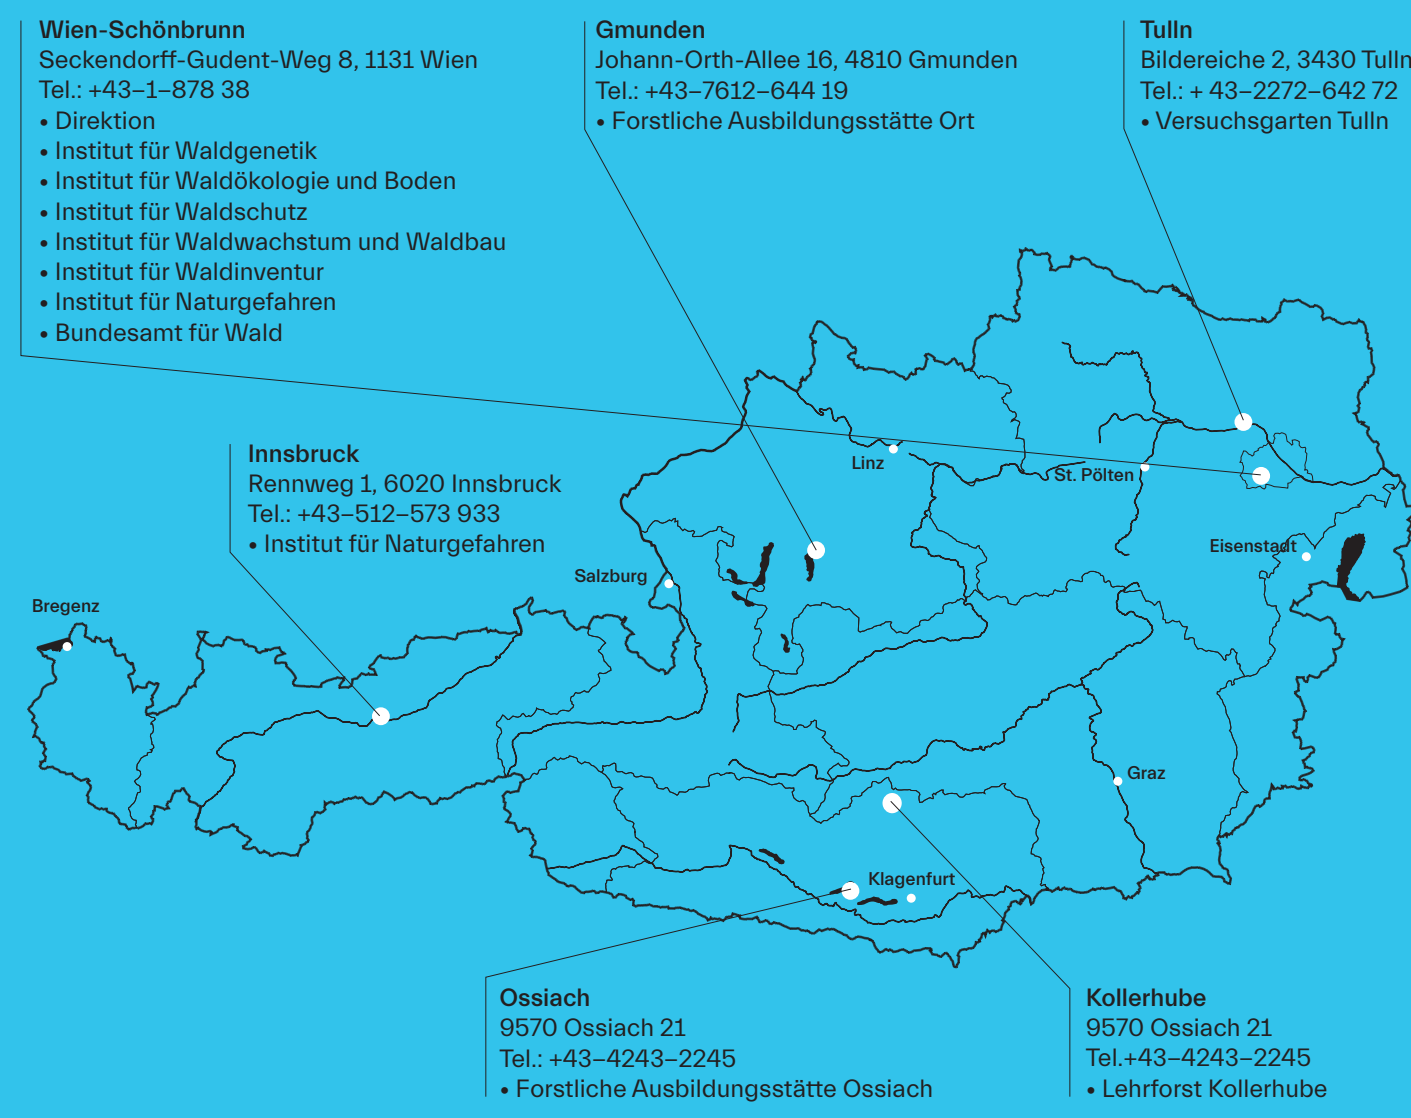 Wien-Schönbrunn
Seckendorff-Gudent-Weg 8, 1131 Wien
Tel.: +43–1–878 38
• Direktion
• Institut für Waldgenetik
• Institut für Waldökologie und Boden
• Institut für Waldschutz
• Institut für Waldwachstum und Waldbau
• Institut für Waldinventur
• Institut für Naturgefahren
• Bundesamt für Wald
Gmunden
Johann-Orth-Allee 16, 4810 Gmunden
Tel.: +43–7612–644 19
• Forstliche Ausbildungsstätte Ort
Tulln
Bildereiche 2, 3430 Tulln
Tel.: + 43–2272–642 72
• Versuchsgarten Tulln
Innsbruck
Rennweg 1, 6020 Innsbruck
Tel.: +43–512–573 933
• Institut für Naturgefahren
Linz
St. Pölten
Eisenstadt
Salzburg
Bregenz
Graz
Klagenfurt
Ossiach
9570 Ossiach 21
Tel.: +43–4243–2245
• Forstliche Ausbildungsstätte Ossiach
Kollerhube
9570 Ossiach 21
Tel.+43–4243–2245
• Lehrforst Kollerhube